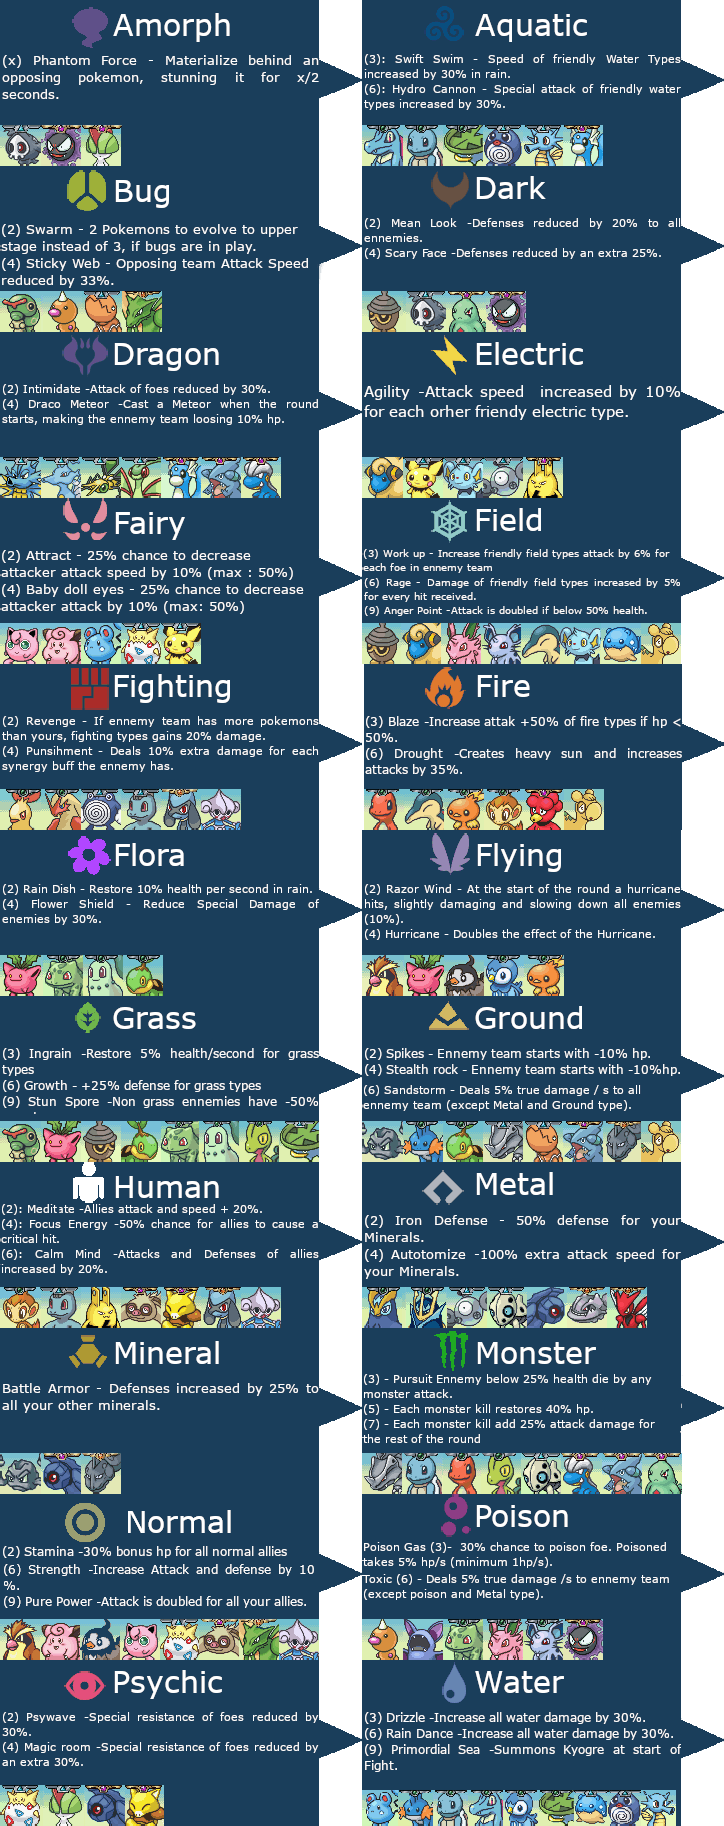 Amorph
(x) Phantom Force - Materialize behind an
opposing pokemon, stunning it for x/2
seconds.
Aquatic
(3): Swift Swim - Speed of friendly Water Types
increased by 30% in rain.
(6): Hydro Cannon - Special attack of friendly water
types increased by 30%.
Bug
(2) Swarm - 2 Pokemons to evolve to upper
stage instead of 3, if bugs are in play.
(4) Sticky Web - Opposing team Attack Speed
reduced by 33%.
Dark
(2) Mean Look -Defenses reduced by 20% to all
ennemies.
(4) Scary Face -Defenses reduced by an extra 25%.
Dragon
(2) Intimidate -Attack of foes reduced by 30%.
(4) Draco Meteor -Cast a Meteor when the round
starts, making the ennemy team loosing 10% hp.
Electric
Agility -Attack speed increased by 10%
for each orher friendy electric type.
Fairy
(2) Attract - 25% chance to decrease
attacker attack speed by 10% (max : 50%)
(4) Baby doll eyes - 25% chance to decrease
attacker attack by 10% (max: 50%)
Field
(3) Work up - Increase friendly field types attack by 6% for
each foe in ennemy team
(6) Rage - Damage of friendly field types increased by 5%
for every hit received.
(9) Anger Point -Attack is doubled if below 50% health.
Fighting
(2) Revenge - If ennemy team has more pokemons
than yours, fighting types gains 20% damage.
(4) Punsihment - Deals 10% extra damage for each
synergy buff the ennemy has.
Fire
(3) Blaze -Increase attak +50% of fire types if hp <
50%.
(6) Drought -Creates heavy sun and increases
attacks by 35%.
Flora
(2) Rain Dish - Restore 10% health per second in rain.
(4) Flower Shield - Reduce Special Damage of
enemies by 30%.
Flying
(2) Razor Wind - At the start of the round a hurricane
hits, slightly damaging and slowing down all enemies
(10%).
(4) Hurricane - Doubles the effect of the Hurricane.
Grass
(3) Ingrain -Restore 5% health/second for grass
types
(6) Growth - +25% defense for grass types
(9) Stun Spore -Non grass ennemies have -50%
Ground
(2) Spikes - Ennemy team starts with -10% hp.
(4) Stealth rock - Ennemy team starts with -10%hp.
(6) Sandstorm - Deals 5% true damage / s to all
ennemy team (except Metal and Ground type).
Human
(2): Meditate -Allies attack and speed + 20%.
(4): Focus Energy -50% chance for allies to cause a
critical hit.
(6): Calm Mind -Attacks and Defenses of allies
increased by 20%.
Metal
(2) Iron Defense - 50% defense for your
Minerals.
(4) Autotomize -100% extra attack speed for
your Minerals.
Mineral
Battle Armor - Defenses increased by 25% to
all your other minerals.
Monster
(3) - Pursuit Ennemy below 25% health die by any
monster attack.
(5) - Each monster kill restores 40% hp.
(7) - Each monster kill add 25% attack damage for
the rest of the round
Normal
(2) Stamina -30% bonus hp for all normal allies
(6) Strength -Increase Attack and defense by 10
%.
(9) Pure Power -Attack is doubled for all your allies.
Poison
Poison Gas (3)- 30% chance to poison foe. Poisoned
takes 5% hp/s (minimum 1hp/s).
Toxic (6) - Deals 5% true damage /s to ennemy team
(except poison and Metal type).
Psychic
(2) Psywave -Special resistance of foes reduced by
30%.
(4) Magic room -Special resistance of foes reduced by
an extra 30%.
Water
(3) Drizzle -Increase all water damage by 30%.
(6) Rain Dance -Increase all water damage by 30%.
(9) Primordial Sea -Summons Kyogre at start of
Fight.